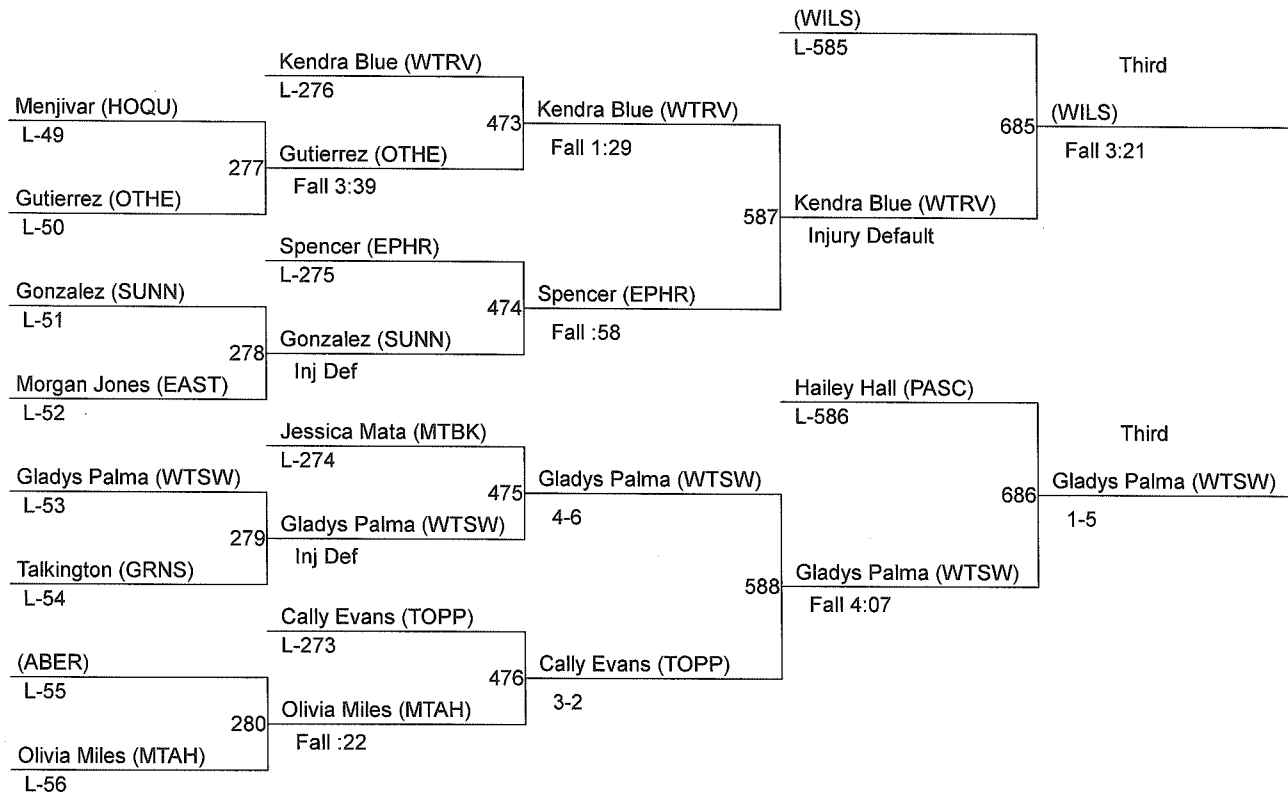 (WILS)
L-585
Kendra Blue (WTRV)
L-276
Third
Menjivar (HOQU)
L-49
473
Kendra Blue (WTRV)
Fall 1:29
685
(WILS)
Fall 3:21
277
Gutierrez (OTHE)
Fall 3:39
Gutierrez (OTHE)
L-50
587
Kendra Blue (WTRV)
Injury Default
Spencer (EPHR)
L-275
Gonzalez (SUNN)
L-51
474
Spencer (EPHR)
Fall :58
278
Gonzalez (SUNN)
Inj Def
Morgan Jones (EAST)
L-52
Hailey Hall (PASC)
L-586
Jessica Mata (MTBK)
L-274
Third
Gladys Palma (WTSW)
L-53
475
Gladys Palma (WTSW)
4-6
686
Gladys Palma (WTSW)
1-5
279
Gladys Palma (WTSW)
Inj Def
Talkington (GRNS)
L-54
588
Gladys Palma (WTSW)
Fall 4:07
Cally Evans (TOPP)
L-273
(ABER)
L-55
476
Cally Evans (TOPP)
3-2
280
Olivia Miles (MTAH)
Fall :22
Olivia Miles (MTAH)
L-56